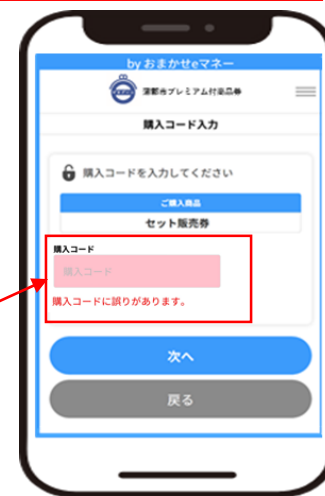 by おまかせeマネー
蒲郡市プレミアム付商品券
購入コード入力
購入コードを入力してください
ご購入商品
セット販売券
購入コード
購入コード
購入コードに誤りがあります。
次へ
戻る